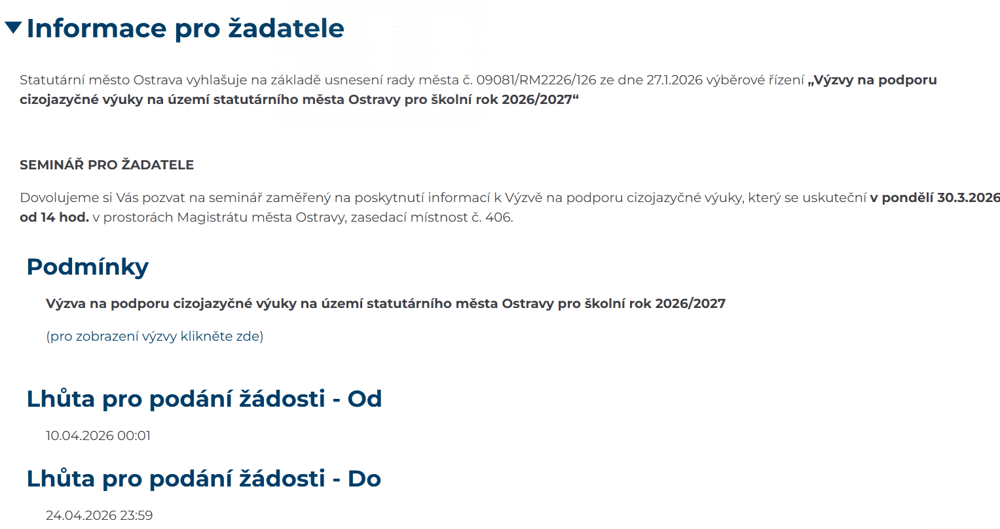 Informace pro žadatele
Statutární město Ostrava vyhlašuje na základě usnesení rady města č. 09081/RM2226/126 ze dne 27.1.2026 výběrové řízení „Výzvy na podporu
cizojazyčné výuky na území statutárního města Ostravy pro školní rok 2026/2027“
SEMINÁŘ PRO ŽADATELE
Dovolujeme si Vás pozvat na seminář zaměřený na poskytnutí informací k Výzvě na podporu cizojazyčné výuky, který se uskuteční v pondělí 30.3.2026
od 14 hod. v prostorách Magistrátu města Ostravy, zasedací místnost č. 406.
Podmínky
Výzva na podporu cizojazyčné výuky na území statutárního města Ostravy pro školní rok 2026/2027
(pro zobrazení výzvy klikněte zde)
Lhůta pro podání žádosti - Od
10.04.2026 00:01
Lhůta pro podání žádosti - Do
24.04.2026 23:59